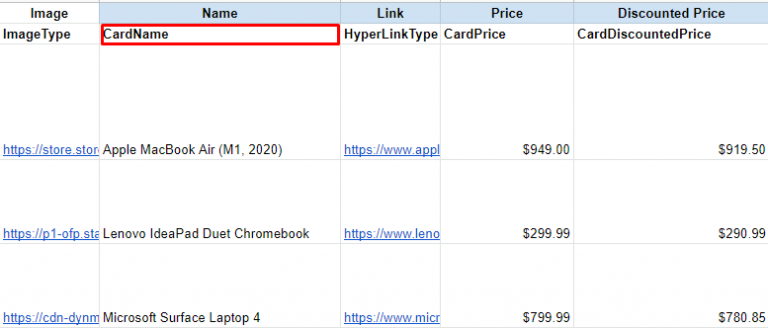 Image Name Link Price Discounted Price
ImageType CardName HyperLinkType CardPrice CardDiscountedPrice
https://store.stor Apple MacBook Air (M1, 2020) https://www.appl $949.00 $919.50
https://p1-ofp.sta Lenovo IdeaPad Duet Chromebook https://www.leno $299.99 $290.99
https://cdn-dynm Microsoft Surface Laptop 4 https://www.micr $799.99 $780.85